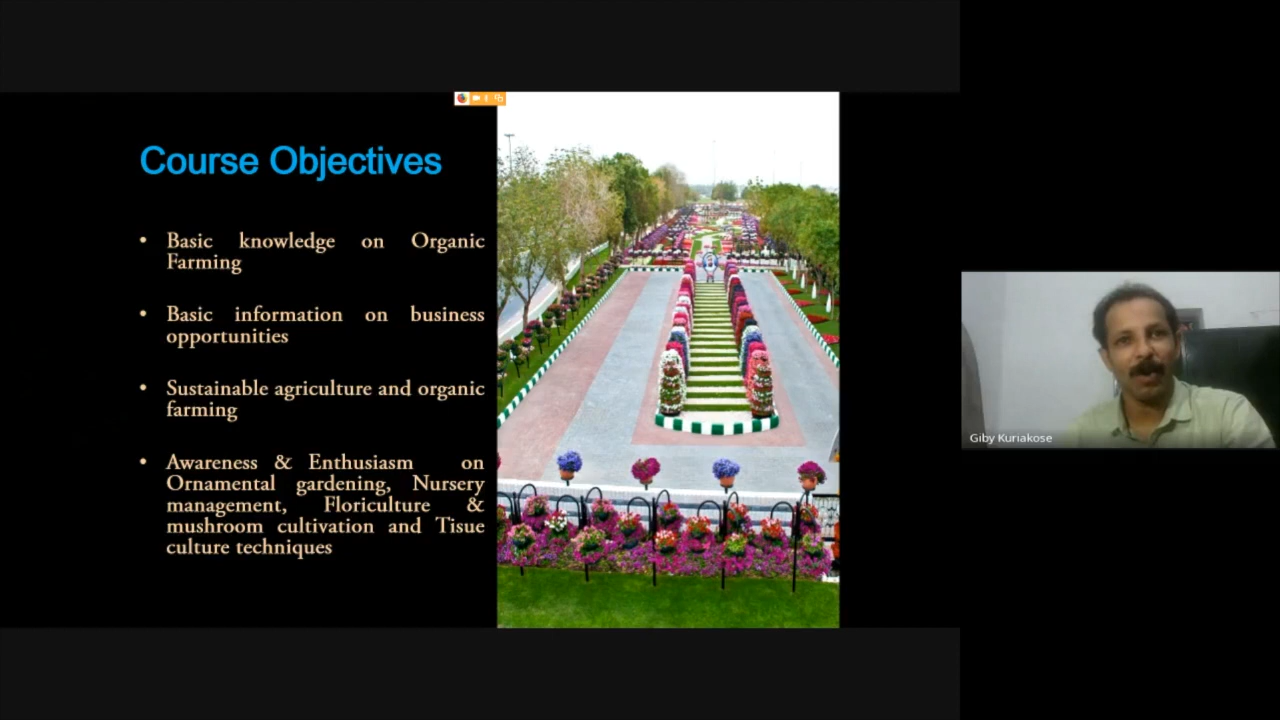 Course Objectives
• Basic knowledge on Organic
Farming
• Basic information on business
opportunities
• Sustainable agriculture and organic
farming
• Awareness & Enthusiasm on
Ornamental gardening, Nursery
management, Floriculture &
mushroom cultivation and Tisue
culture techniques
Giby Kuriakose